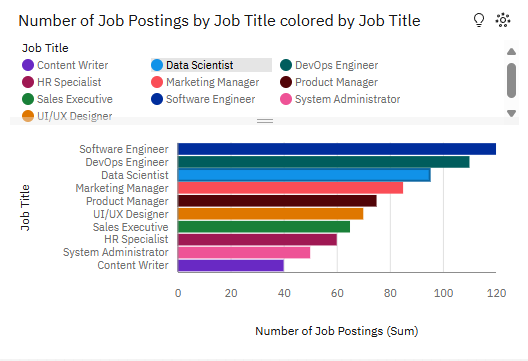 Number of Job Postings by Job Title colored by Job Title
Job Title
Content Writer Data Scientist DevOps Engineer
HR Specialist Marketing Manager Product Manager
Sales Executive Software Engineer System Administrator
UI/UX Designer
Software Engineer
DevOps Engineer
Data Scientist
Marketing Manager
Product Manager
UI/UX Designer
Sales Executive
HR Specialist
System Administrator
Content Writer
Job Title
0 20 40 60 80 100 120
Number of Job Postings (Sum)